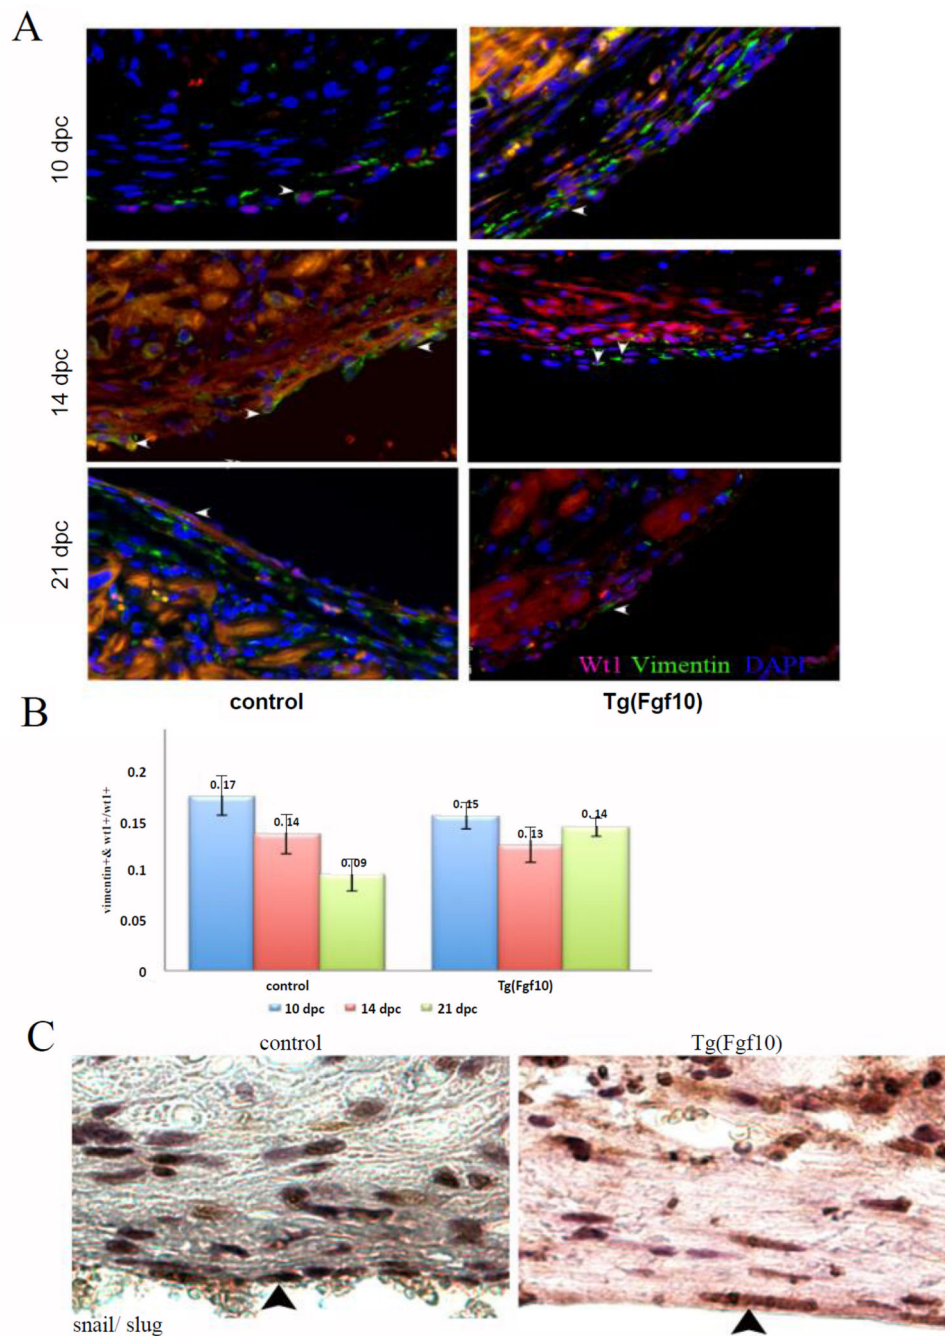 A
10 dpc
14 dpc
21 dpc
Wt1 Vimentin DAPI
control Tg(Fgf10)
B
vimentin+& wt1+/wt1+
0.2
0.15
0.1
0.05
0
0.17
0.14
0.09
0.15
0.13
0.14
control Tg(Fgf10)
10 dpc 14 dpc 21 dpc
C
control Tg(Fgf10)
snail/ slug